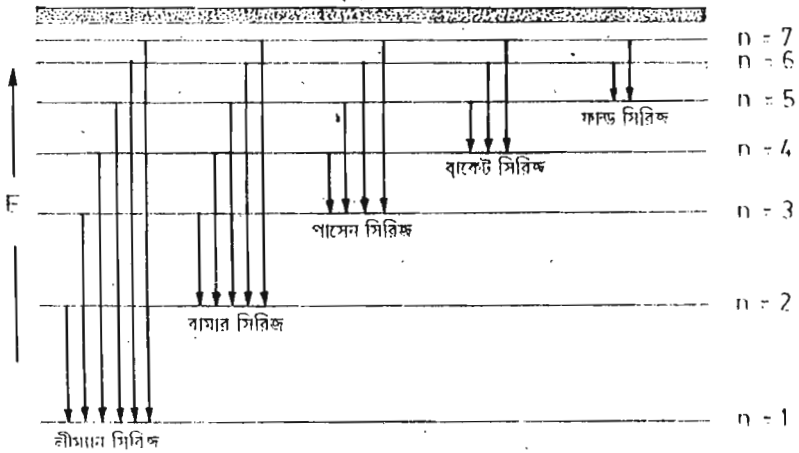 n = 7
n = 6
n = 5
ফান্ড সিরিজ
n = 4
ব্রাকেট সিরিজ
E
n = 3
পাসেন সিরিজ
n = 2
বামার সিরিজ
n = 1
লীম্যান সিরিজ